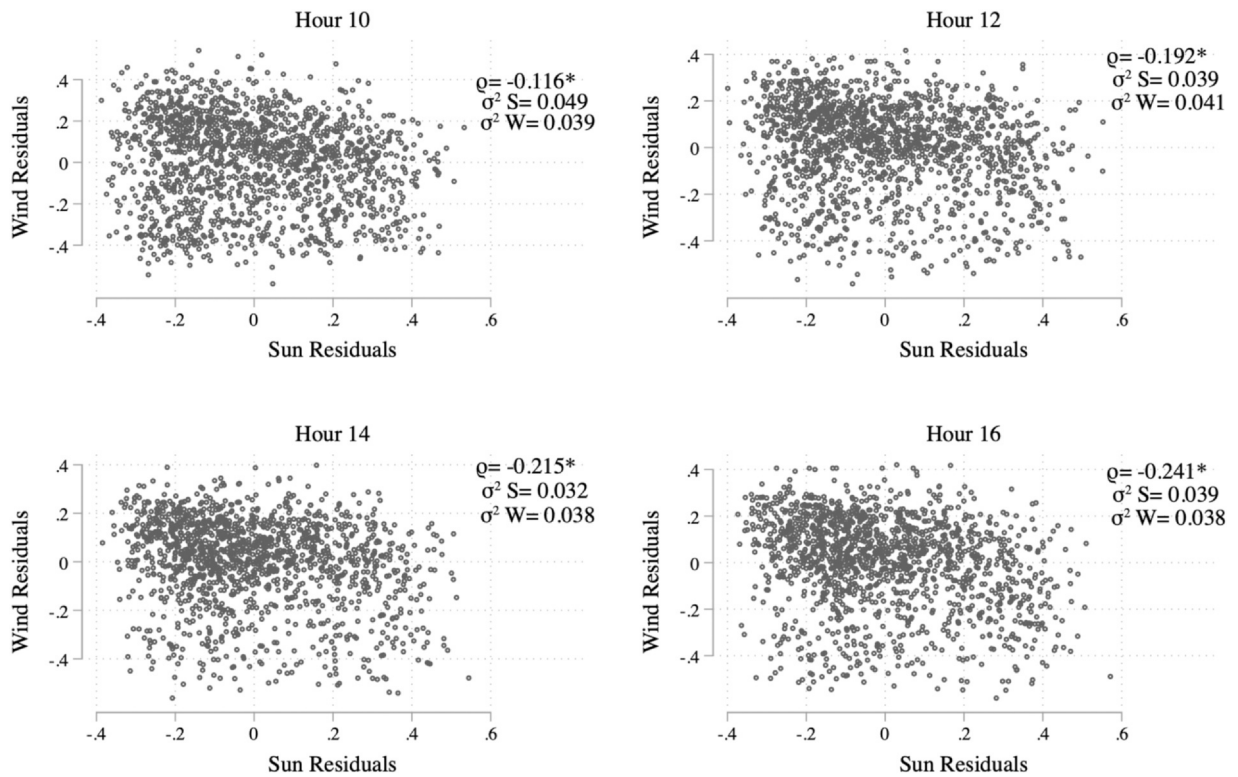 Hour 10
ϱ= -0.116*
σ² S= 0.049
σ² W= 0.039
Wind Residuals
.4
.2
0
-.2
-.4
-.4 -.2 0 .2 .4 .6
Sun Residuals
Hour 12
ϱ= -0.192*
σ² S= 0.039
σ² W= 0.041
Wind Residuals
.4
.2
0
-.2
-.4
-.4 -.2 0 .2 .4 .6
Sun Residuals
Hour 14
ϱ= -0.215*
σ² S= 0.032
σ² W= 0.038
Wind Residuals
.4
.2
0
-.2
-.4
-.4 -.2 0 .2 .4 .6
Sun Residuals
Hour 16
ϱ= -0.241*
σ² S= 0.039
σ² W= 0.038
Wind Residuals
.4
.2
0
-.2
-.4
-.4 -.2 0 .2 .4 .6
Sun Residuals